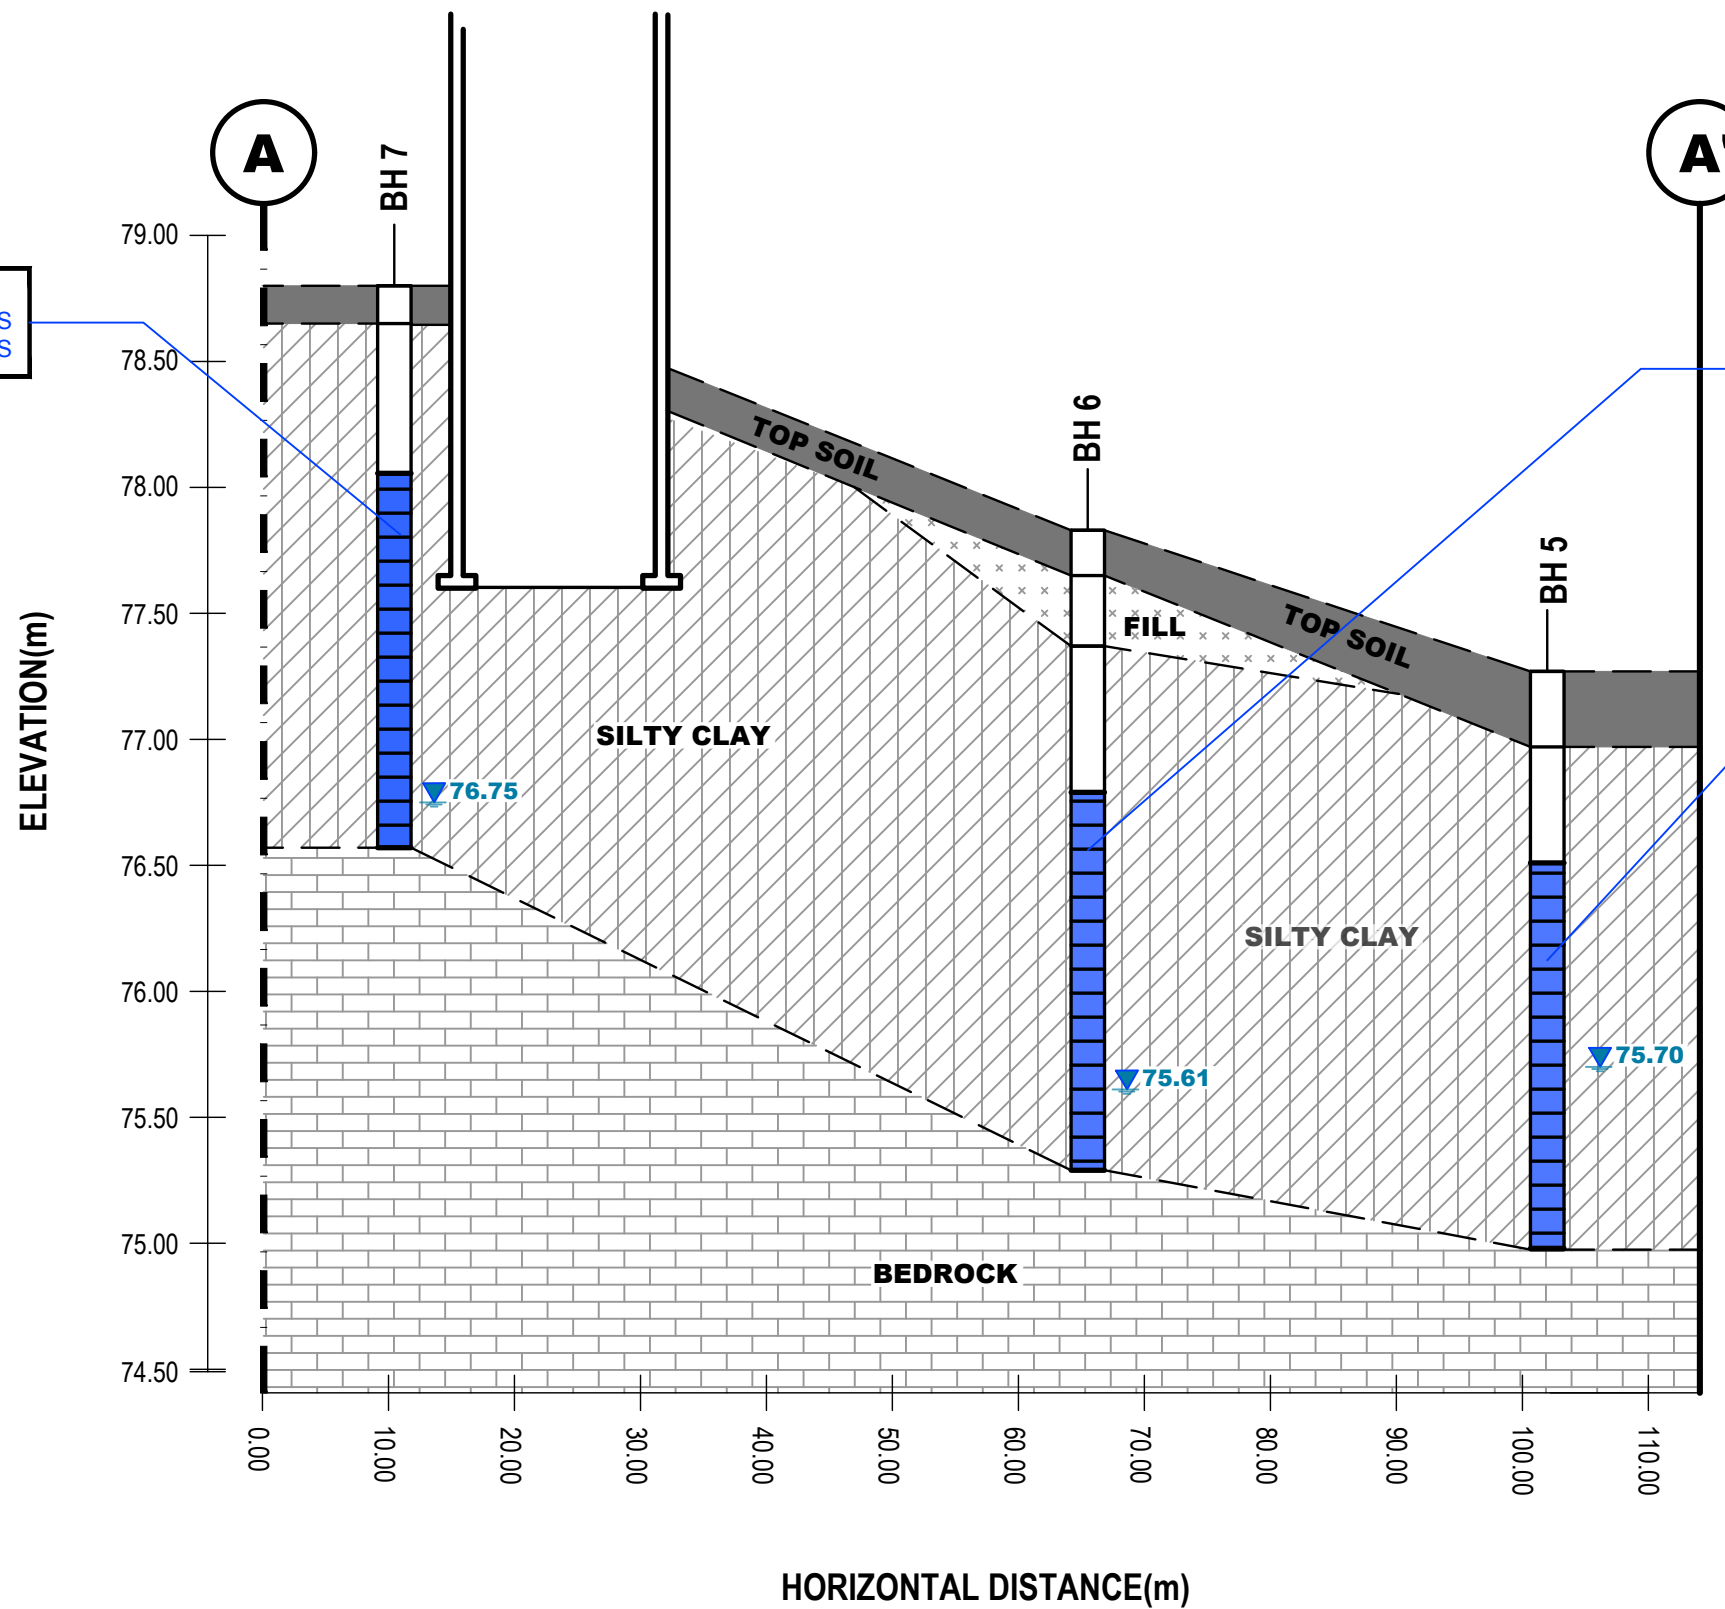 A
A'
BH 7
BH 6
BH 5
S
S
79.00
78.50
78.00
77.50
77.00
76.50
76.00
75.50
75.00
74.50
ELEVATION(m)
TOP SOIL
TOP SOIL
FILL
SILTY CLAY
SILTY CLAY
76.75
75.61
75.70
BEDROCK
0.00
10.00
20.00
30.00
40.00
50.00
60.00
70.00
80.00
90.00
100.00
110.00
HORIZONTAL DISTANCE(m)